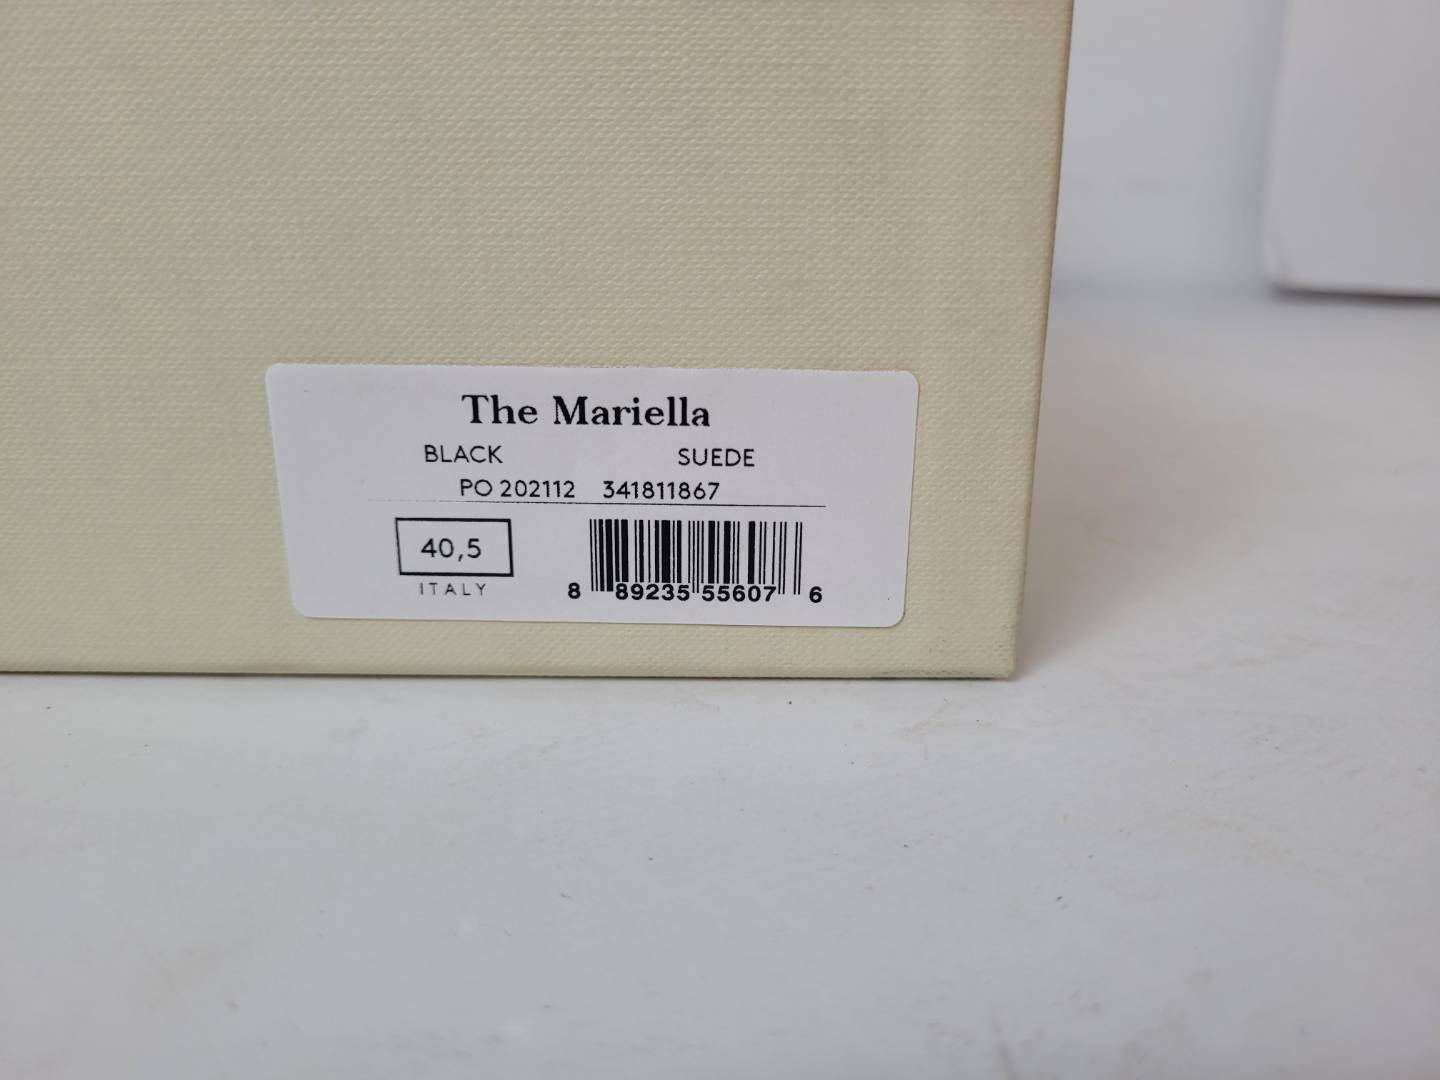 The Mariella
BLACK SUEDE
PO 202112 341811867
40,5
ITALY
8 89235 55607 6